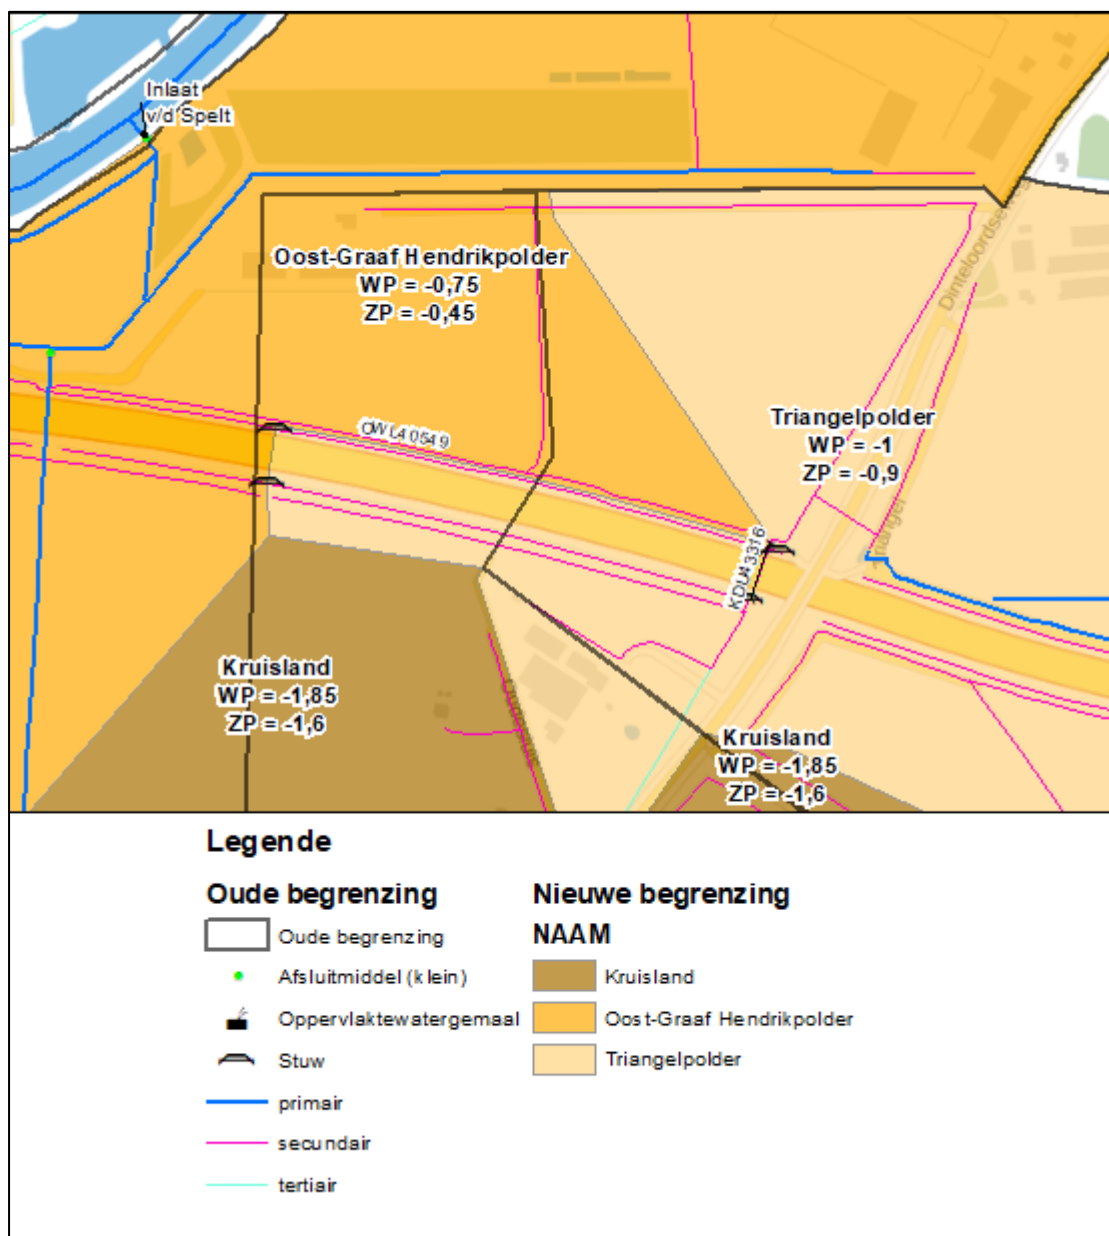 Inlaat
v/d Spelt
Oost-Graaf Hendrikpolder
WP = -0,75
ZP = -0,45
Triangelpolder
WP = -1
ZP = -0,9
OWL40549
KDU43316
Triangel
Kruisland
WP = -1,85
ZP = -1,6
Kruisland
WP = -1,85
ZP = -1,6
Legende
Oude begrenzing
Oude begrenzing
Afsluitmiddel (klein)
Oppervlaktewatergemaal
Stuw
primair
secundair
tertiair
Nieuwe begrenzing
NAAM
Kruisland
Oost-Graaf Hendrikpolder
Triangelpolder